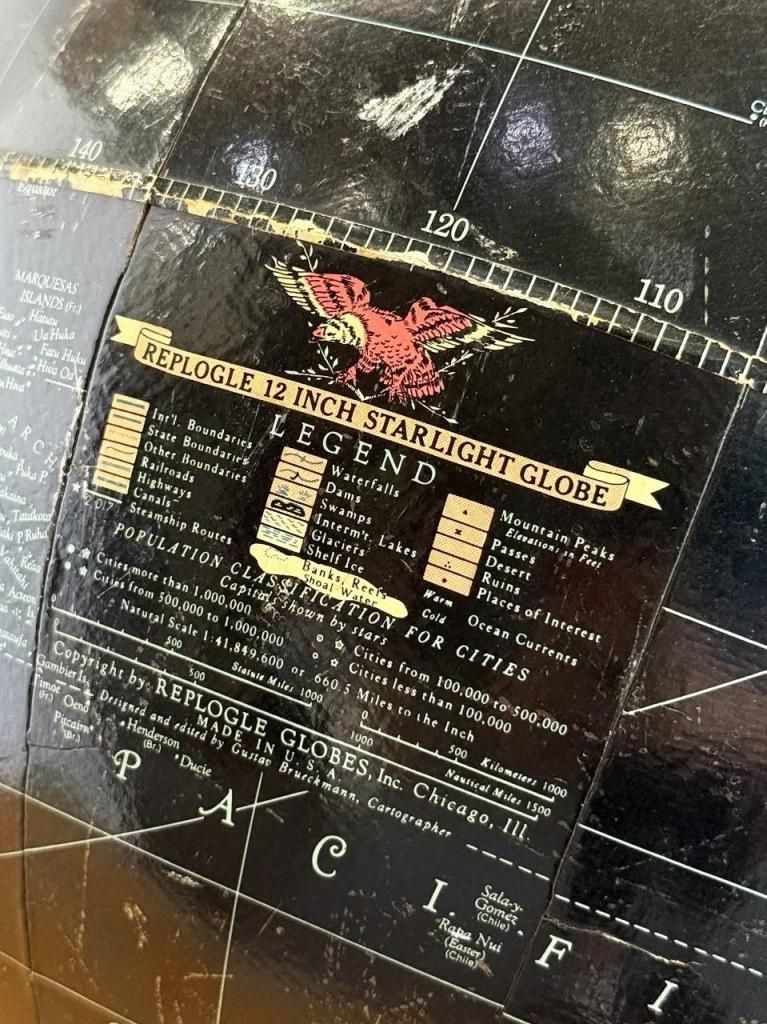 140
130
120
110
Equator
MARQUESAS
ISLANDS (Fr.)
Hatutu
Ua Huka
Fatu Huku
Hiva Oa
REPLOGLE 12 INCH STARLIGHT GLOBE
LEGEND
Int'l. Boundaries
State Boundaries
Other Boundaries
Railroads
Highways
Canals
Steamship Routes
Waterfalls
Dams
Swamps
Interm't. Lakes
Glaciers
Shelf Ice
Banks, Reefs
Shoal Water
Mountain Peaks
Elevations in Feet
Passes
Desert
Ruins
Places of Interest
Warm
Cold
Ocean Currents
POPULATION CLASSIFICATION FOR CITIES
Capitals shown by stars
Cities more than 1,000,000
Cities from 500,000 to 1,000,000
Cities from 100,000 to 500,000
Cities less than 100,000
Natural Scale 1:41,849,600 or 660.5 Miles to the Inch
0 500 1000
500
Statute Miles
0 500 Kilometers 1000
1000 Nautical Miles 1500
Copyright by REPLOGLE GLOBES, Inc. Chicago, Ill.
MADE IN U.S.A.
Designed and edited by Gustav Brueckmann, Cartographer
Gambier Is.
(Fr.)
Oeno
Pitcairn
(Br.)
Henderson
(Br.)
Ducie
PACIFI
Sala-y-
Gomez
(Chile)
Rapa Nui
(Easter)
(Chile)